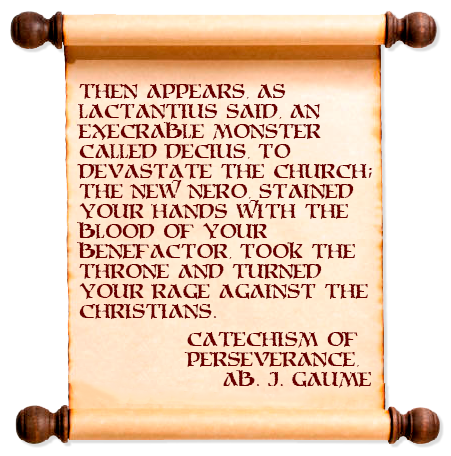 THEN APPEARS, AS
LACTANTIUS SAID, AN
EXECRABLE MONSTER
CALLED DECIUS, TO
DEVASTATE THE CHURCH;
THE NEW NERO, STAINED
YOUR HANDS WITH THE
BLOOD OF YOUR
BENEFACTOR, TOOK THE
THRONE AND TURNED
YOUR RAGE AGAINST THE
CHRISTIANS.
CATECHISM OF
PERSEVERANCE,
AB. J. GAUME